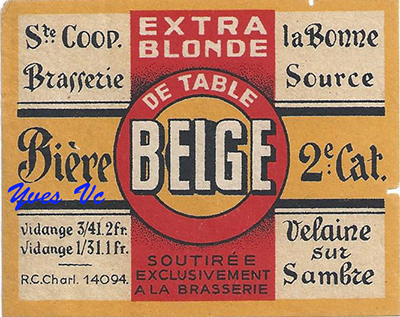 Ste COOP.
Brasserie
EXTRA
BLONDE
la Bonne
Source
DE TABLE
Bière
BELGE
2e Cat.
Yves Vc
Vidange 3/4 1. 2 fr.
Vidange 1/3 1. 1 fr.
R.C. Charl. 14094.
SOUTIRÉE
EXCLUSIVEMENT
A LA BRASSERIE
Velaine
sur
Sambre